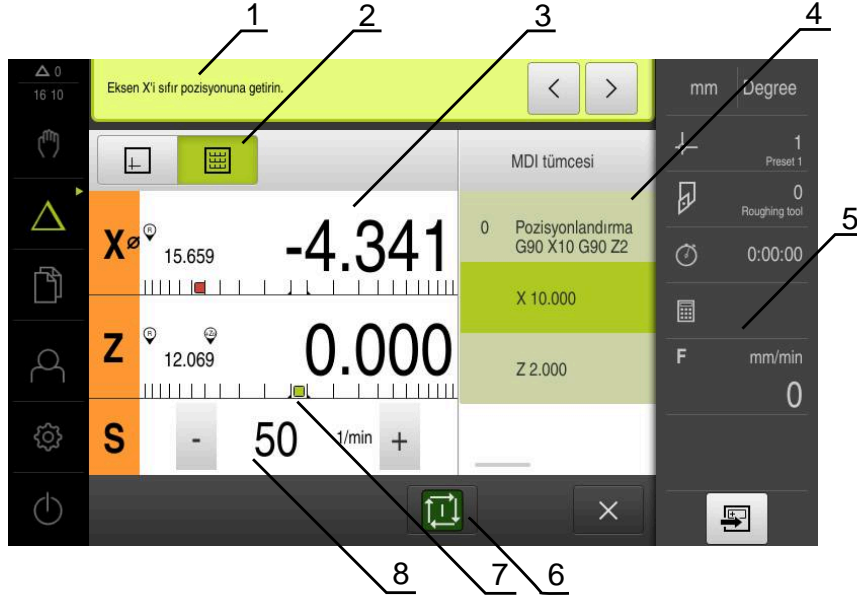 1
2
3
4
Δ 0
16 10
Eksen X'i sıfır pozisyonuna getirin.
<
>
mm
Degree
MDI tümcesi
1
Preset 1
0
Roughing tool
5
0:00:00
X⌀
R
15.659
-4.341
0
Pozisyonlandırma
G90 X10 G90 Z2
X 10.000
Z
R
12.069
0.000
Z 2.000
F
mm/min
0
S
-
50
1/min
+
8
7
6